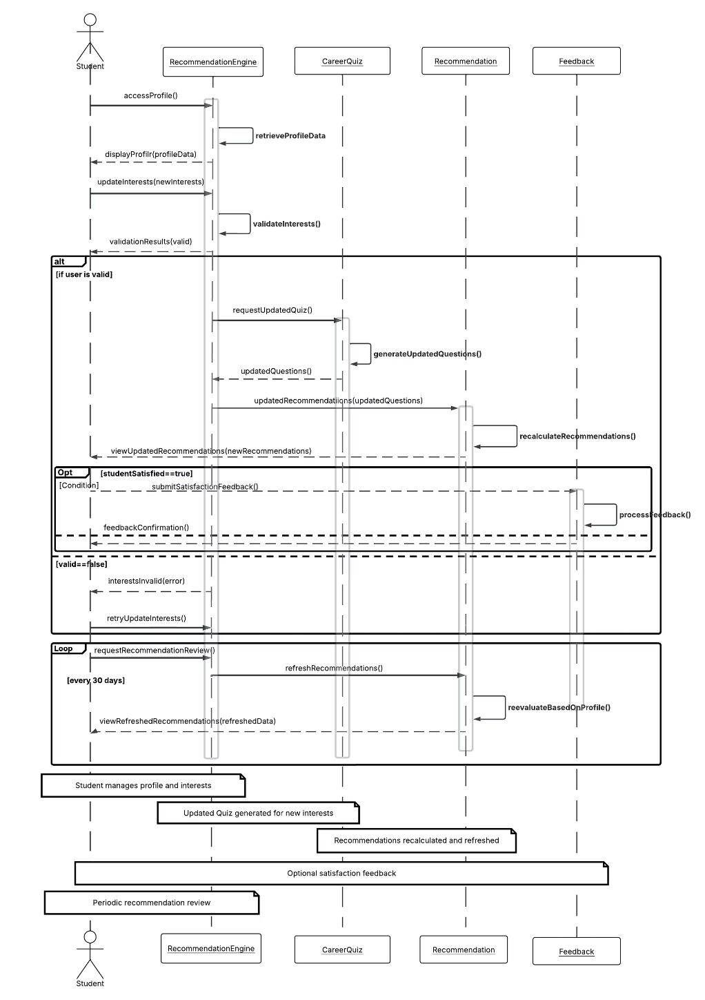 Student
RecommendationEngine
CareerQuiz
Recommendation
Feedback
accessProfile()
retrieveProfileData
displayProfilr(profileData)
updateInterests(newInterests)
validateInterests()
validationResults(valid)
alt
[if user is valid]
requestUpdatedQuiz()
generateUpdatedQuestions()
updatedQuestions()
updatedRecommendatiions(updatedQuestions)
recalculateRecommendations()
viewUpdatedRecommendations(newRecommendations)
Opt
[studentSatisfied==true]
[Condition]
submitSatisfactionFeedback()
processFeedback()
feedbackConfirmation()
[valid==false]
interestsInvalid(error)
retryUpdateInterests()
Loop
requestRecommendationReview()
refreshRecommendations()
[every 30 days]
reevaluateBasedOnProfile()
viewRefreshedRecommendations(refreshedData)
Student manages profile and interests
Updated Quiz generated for new interests
Recommendations recalculated and refreshed
Optional satisfaction feedback
Periodic recommendation review
RecommendationEngine
CareerQuiz
Recommendation
Feedback
Student